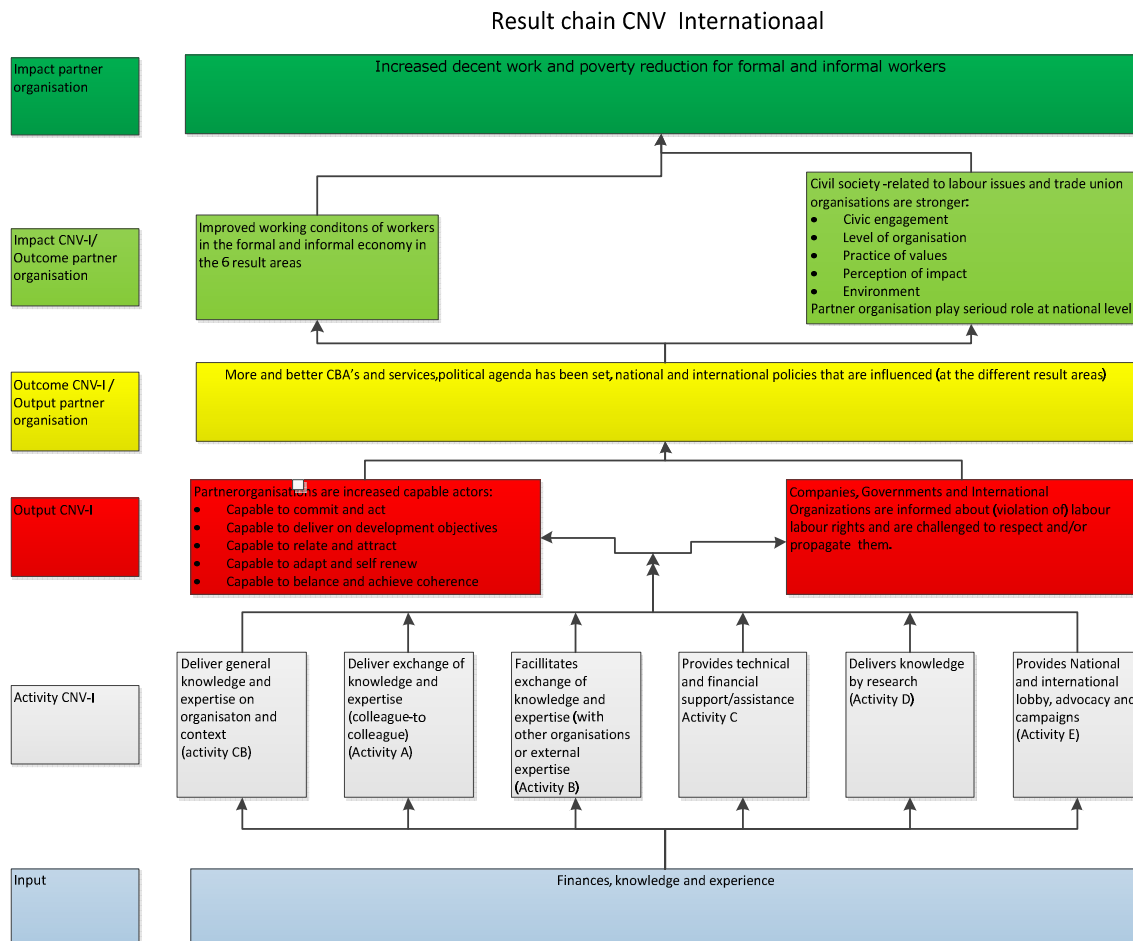 Result chain CNV  Internationaal
Impact partner
organisation
Increased decent work and poverty reduction for formal and informal workers
Impact CNV-I/
Outcome partner
organisation
Improved working conditons of workers
in the formal and informal economy in
the 6 result areas
Civil society -related to labour issues and trade union
organisations are stronger:
• Civic engagement
• Level of organisation
• Practice of values
• Perception of impact
• Environment
Partner organisation play serioud role at national level
Outcome CNV-I /
Output partner
organisation
More and better CBA's and services,political agenda has been set, national and international policies that are influenced (at the different result areas)
Output CNV-I
Partnerorganisations are increased capable actors:
• Capable to commit and act
• Capable to deliver on development objectives
• Capable to relate and attract
• Capable to adapt and self renew
• Capable to belance and achieve coherence
Companies, Governments and International
Organizations are informed about (violation of) labour
labour rights and are challenged to respect and/or
propagate  them.
Activity CNV-I
Deliver general
knowledge and
expertise on
organisaton and
context
(activity CB)
Deliver exchange of
knowledge and
expertise
(colleague-to
colleague)
(Activity A)
Facillitates
exchange of
knowledge and
expertise (with
other organisations
or external
expertise
(Activity B)
Provides technical
and financial
support/assistance
Activity C
Delivers knowledge
by research
(Activity D)
Provides National
and international
lobby, advocacy and
campaigns
(Activity E)
Input
Finances, knowledge and experience